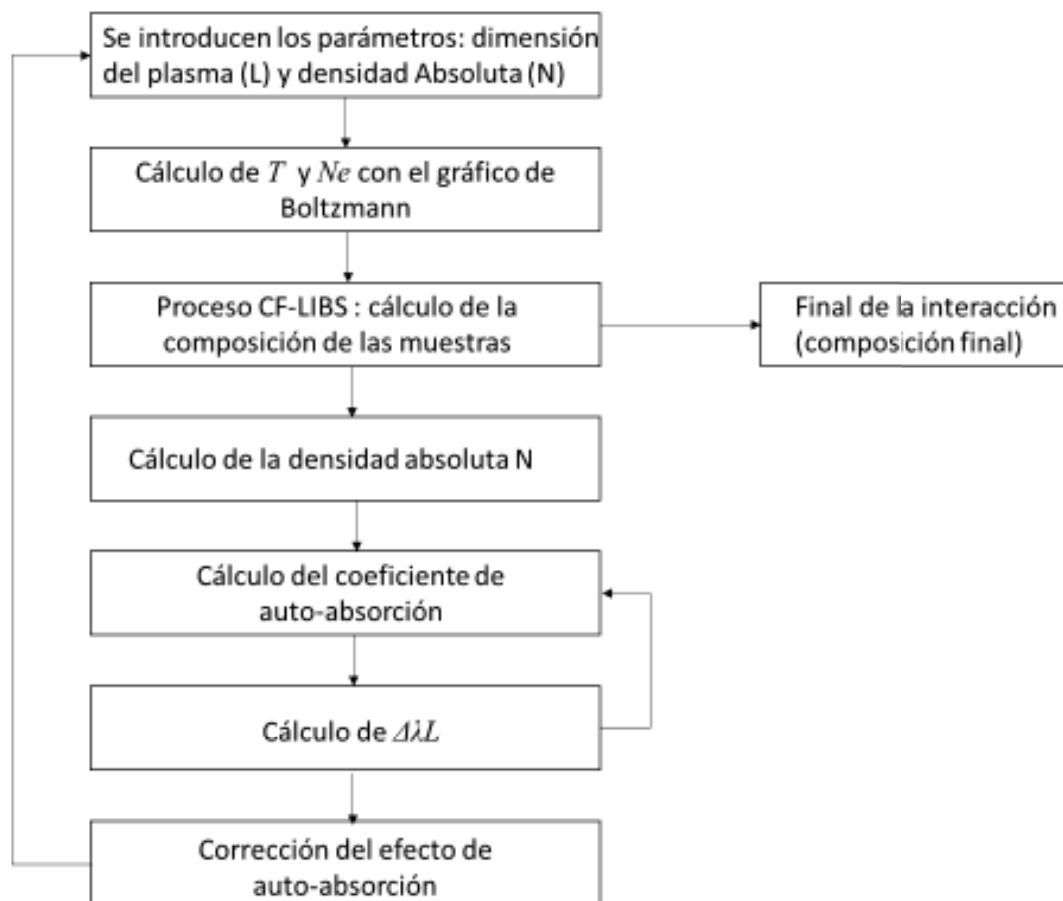 Se introducen los parámetros: dimensión
del plasma (L) y densidad Absoluta (N)
Cálculo de T y Ne con el gráfico de
Boltzmann
Proceso CF-LIBS : cálculo de la
composición de las muestras
Final de la interacción
(composición final)
Cálculo de la densidad absoluta N
Cálculo del coeficiente de
auto-absorción
Cálculo de ΔλL
Corrección del efecto de
auto-absorción